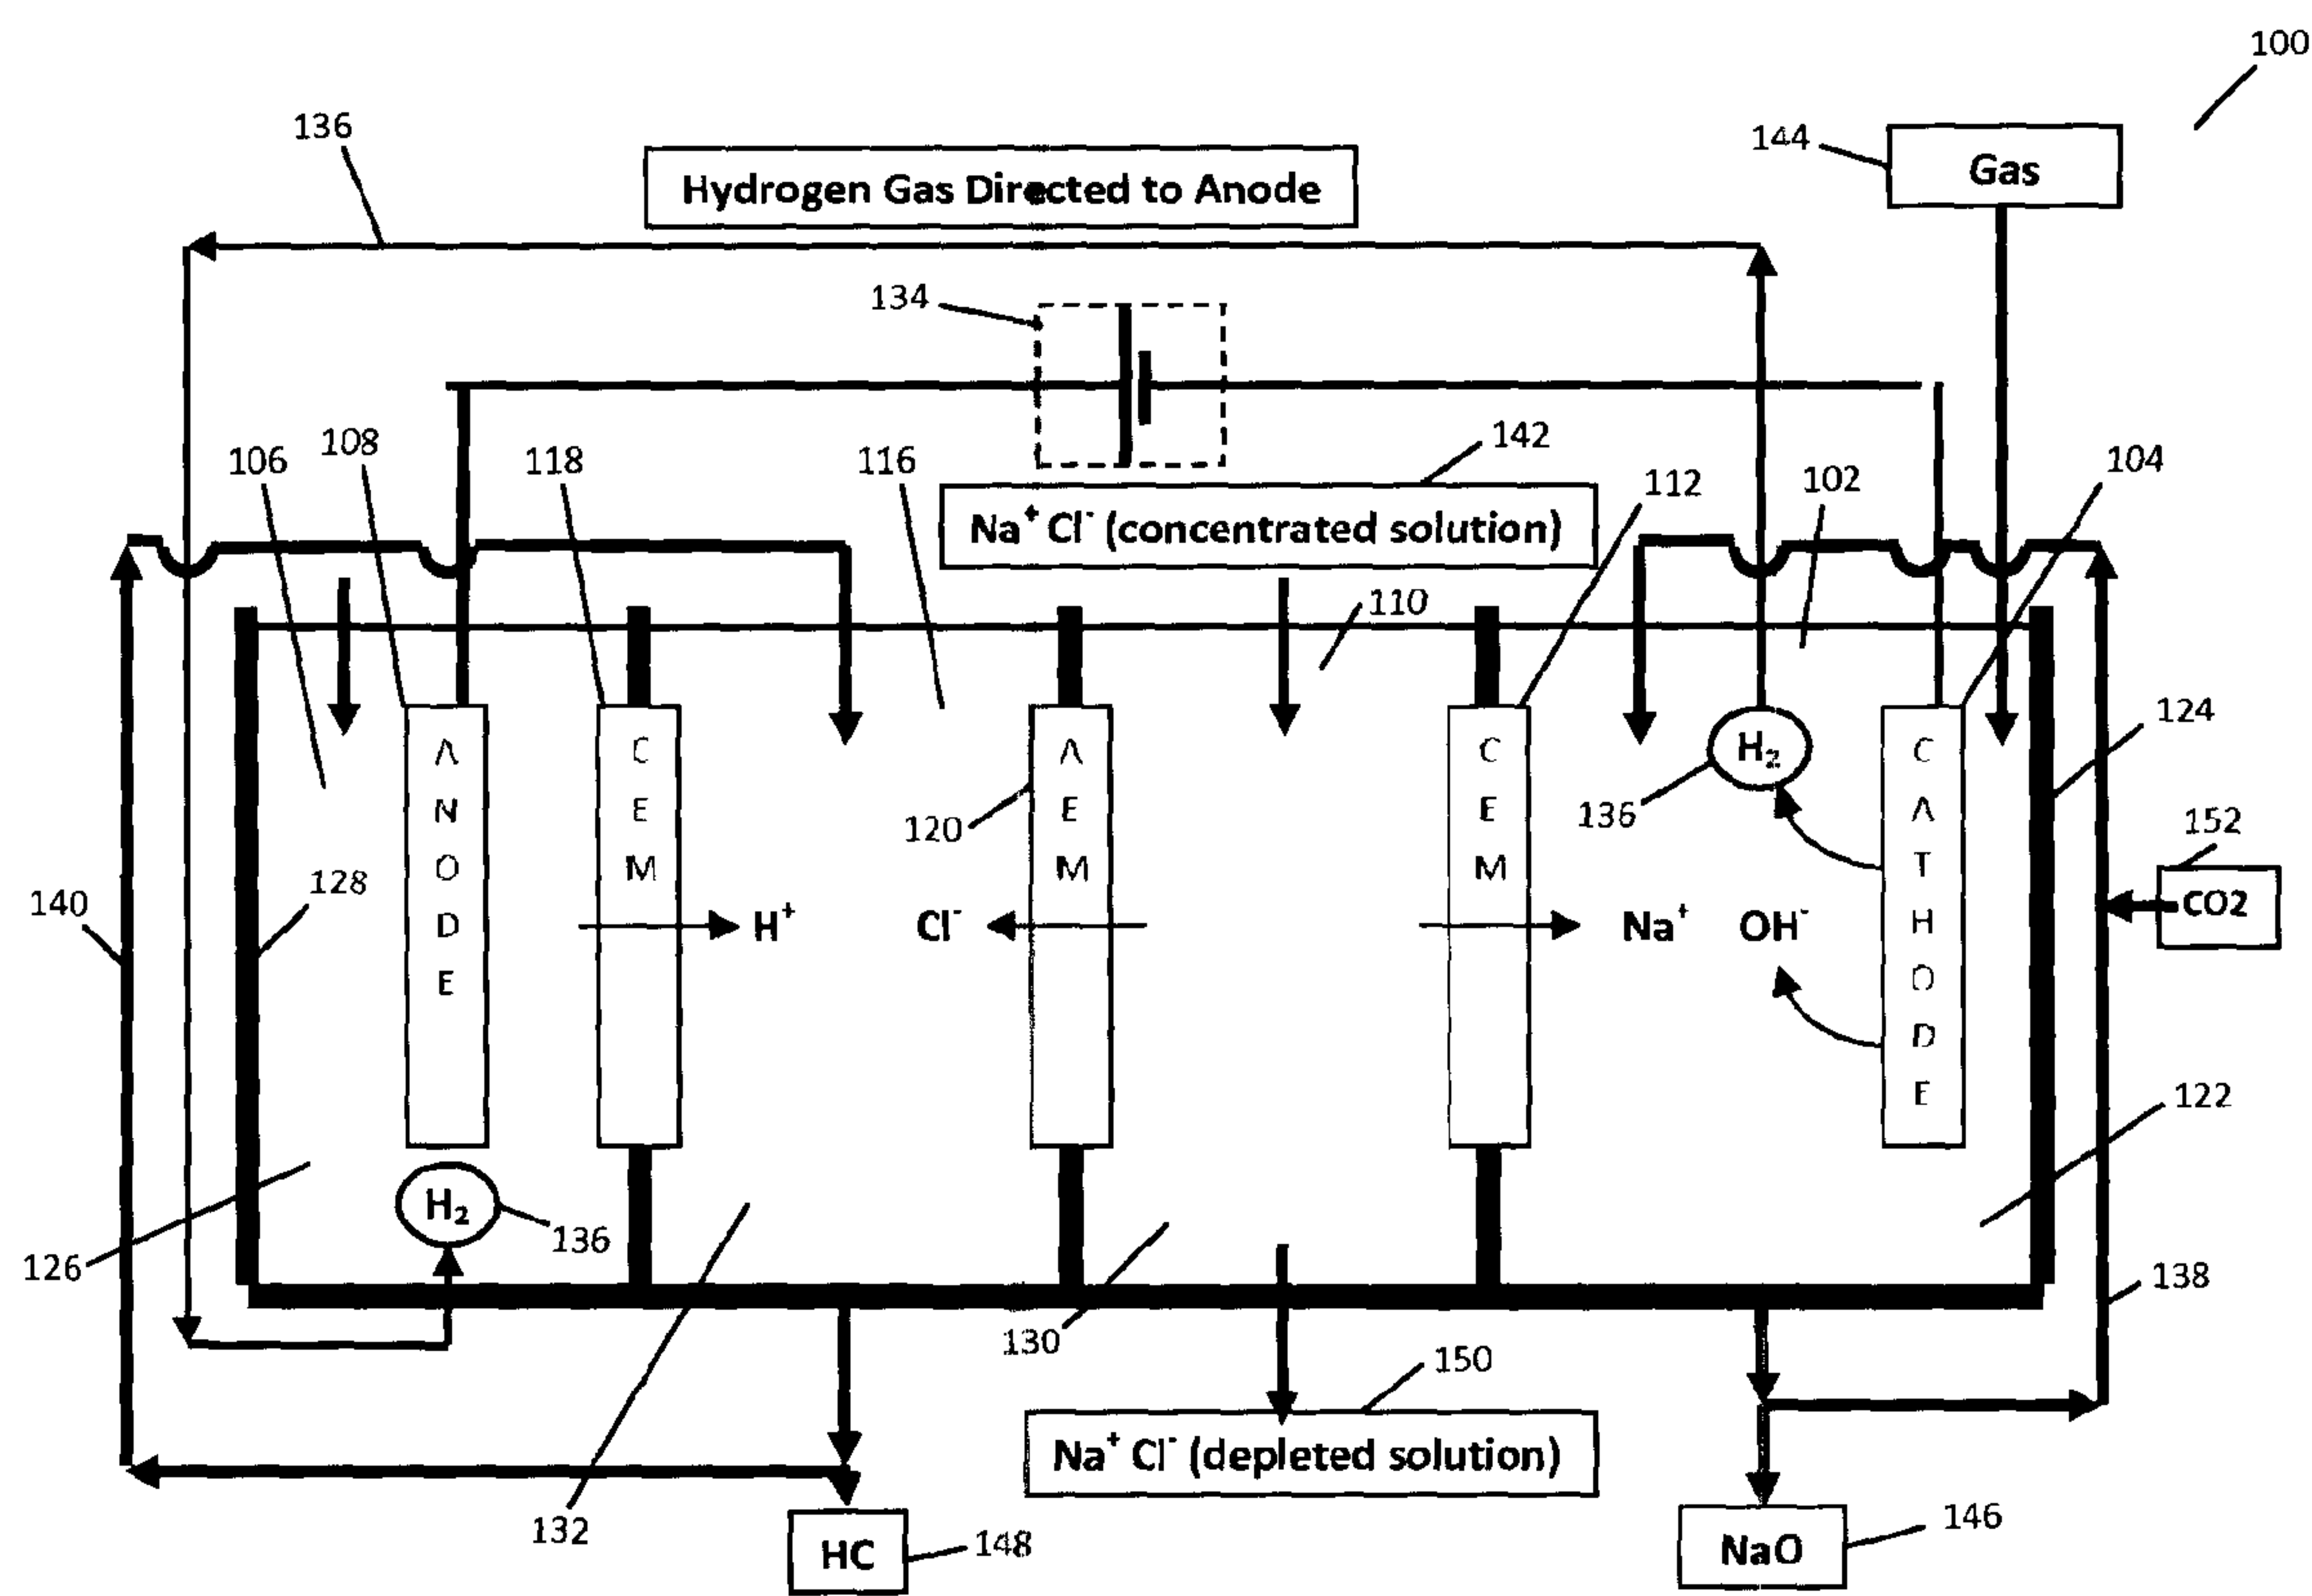 100
136
Hydrogen Gas Directed to Anode
144
Gas
134
142
106
108
118
116
112
102
104
Na⁺ Cl⁻ (concentrated solution)
110
A
N
O
D
E
C
E
M
A
E
M
C
E
M
H₂
C
A
T
H
O
D
E
124
120
136
152
CO2
128
140
H⁺
Cl⁻
Na⁺ OH⁻
122
H₂
136
126
138
130
150
Na⁺ Cl⁻ (depleted solution)
132
HC
148
NaO
146